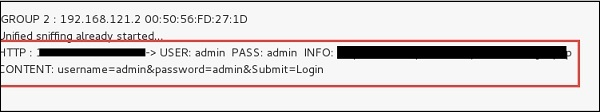 GROUP 2 : 192.168.121.2 00:50:56:FD:27:1D
Unified sniffing already started...
HTTP : -> USER: admin PASS: admin INFO:
CONTENT: username=admin&password=admin&Submit=Login